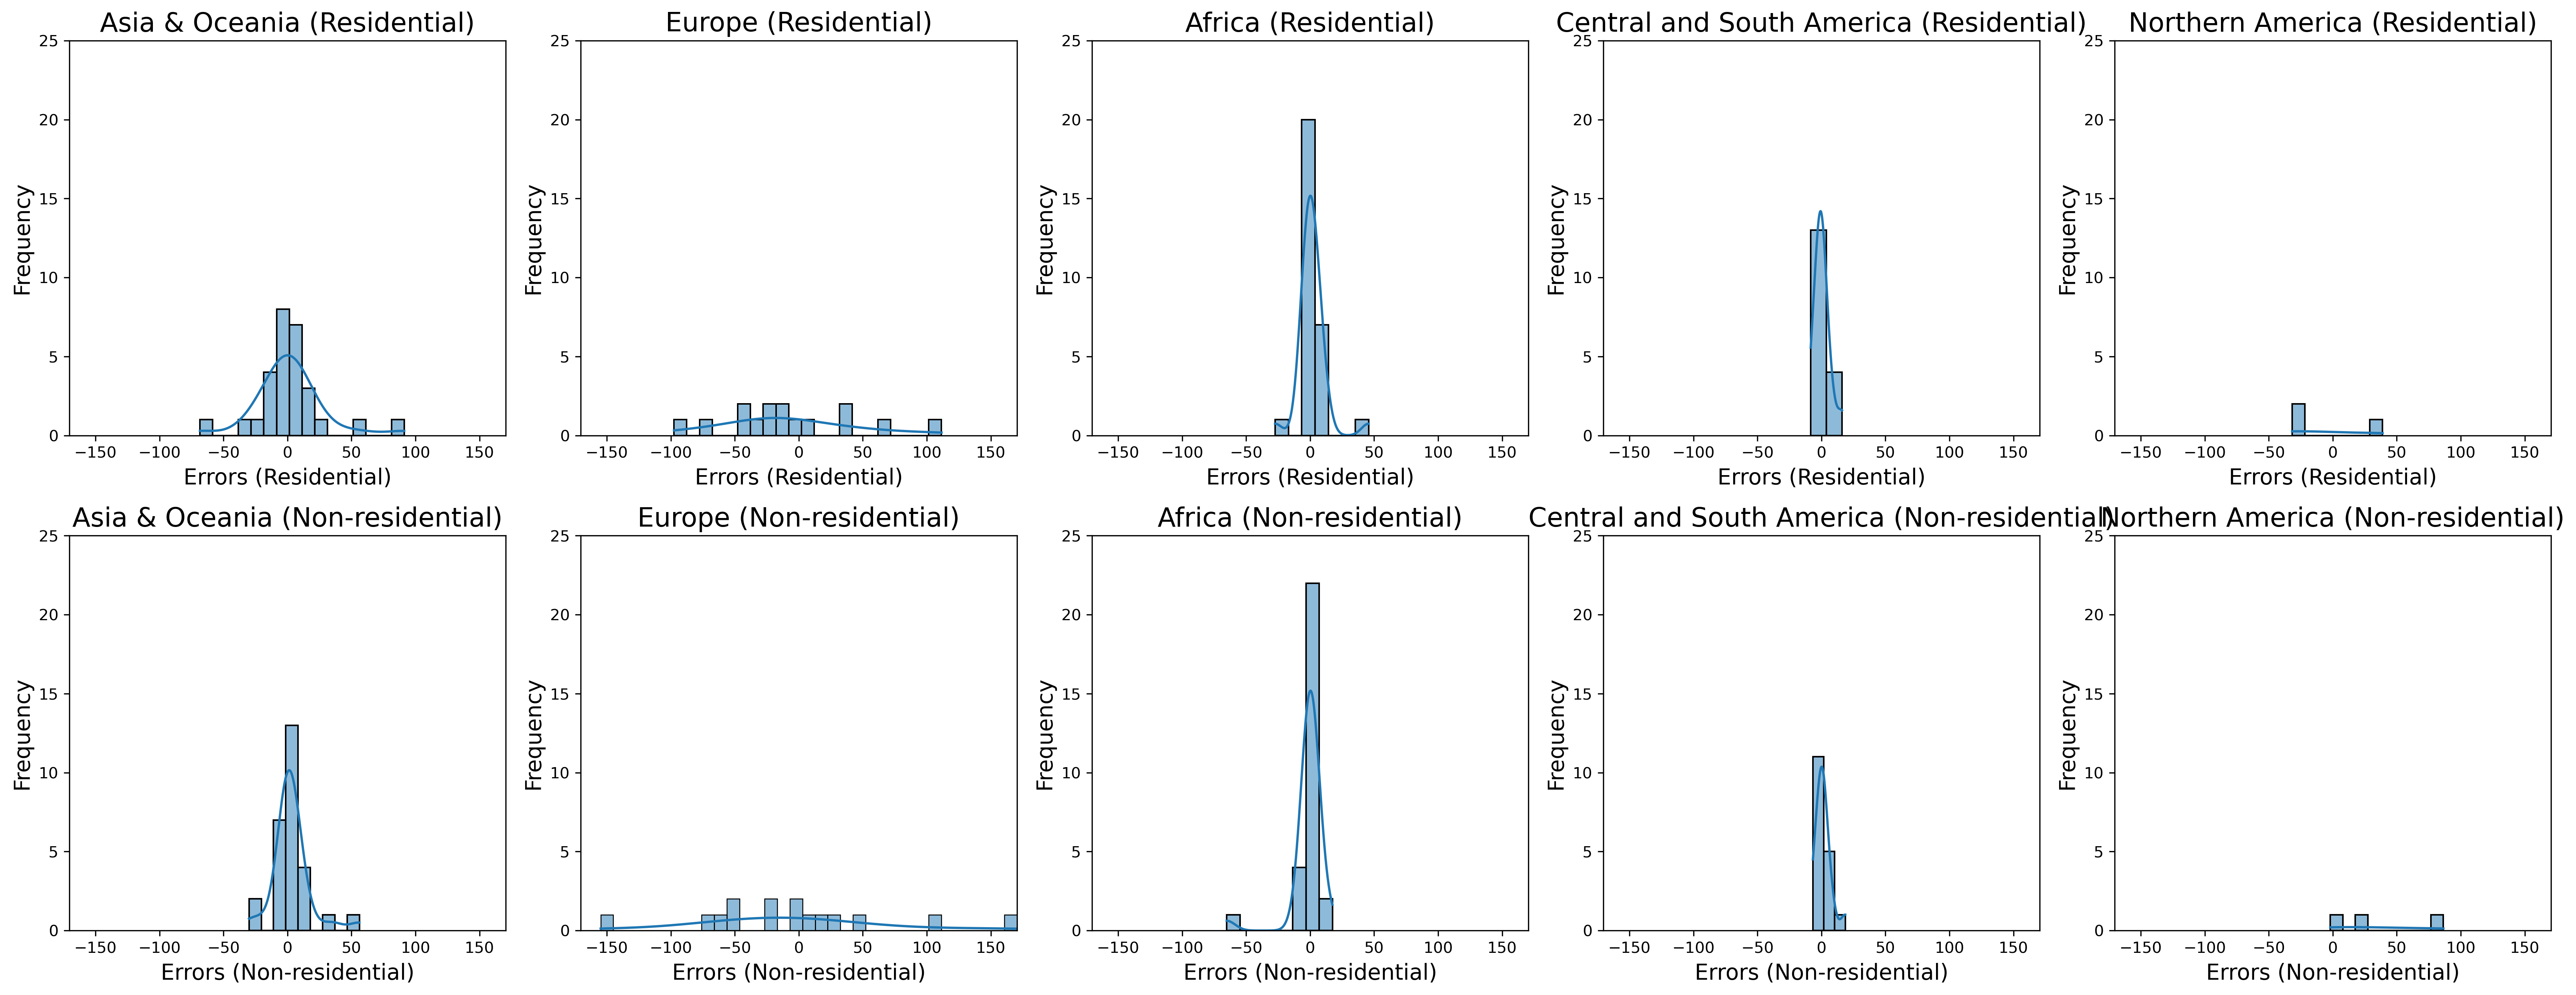 Asia & Oceania (Residential)
25
20
15
10
5
0
Frequency
−150 −100 −50 0 50 100 150
Errors (Residential)
Europe (Residential)
25
20
15
10
5
0
Frequency
−150 −100 −50 0 50 100 150
Errors (Residential)
Africa (Residential)
25
20
15
10
5
0
Frequency
−150 −100 −50 0 50 100 150
Errors (Residential)
Central and South America (Residential)
25
20
15
10
5
0
Frequency
−150 −100 −50 0 50 100 150
Errors (Residential)
Northern America (Residential)
25
20
15
10
5
0
Frequency
−150 −100 −50 0 50 100 150
Errors (Residential)
Asia & Oceania (Non-residential)
25
20
15
10
5
0
Frequency
−150 −100 −50 0 50 100 150
Errors (Non-residential)
Europe (Non-residential)
25
20
15
10
5
0
Frequency
−150 −100 −50 0 50 100 150
Errors (Non-residential)
Africa (Non-residential)
25
20
15
10
5
0
Frequency
−150 −100 −50 0 50 100 150
Errors (Non-residential)
Central and South America (Non-residential)
25
20
15
10
5
0
Frequency
−150 −100 −50 0 50 100 150
Errors (Non-residential)
Northern America (Non-residential)
25
20
15
10
5
0
Frequency
−150 −100 −50 0 50 100 150
Errors (Non-residential)